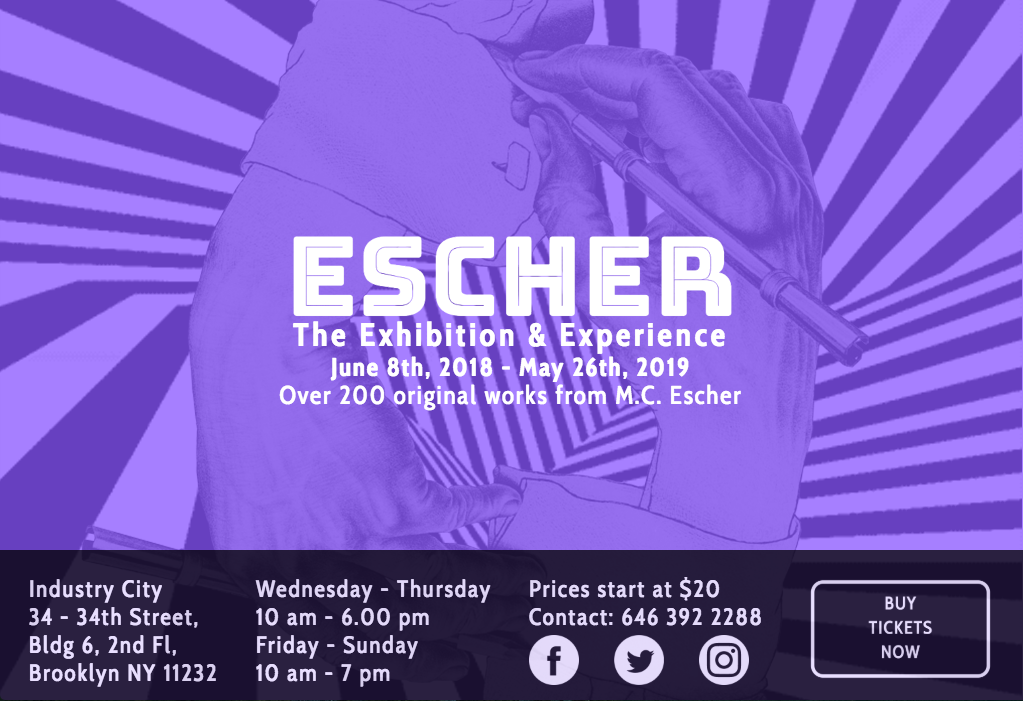 ESCHER
The Exhibition & Experience
June 8th, 2018 - May 26th, 2019
Over 200 original works from M.C. Escher
Industry City
34 - 34th Street,
Bldg 6, 2nd Fl,
Brooklyn NY 11232
Wednesday - Thursday
10 am - 6.00 pm
Friday - Sunday
10 am - 7 pm
Prices start at $20
Contact: 646 392 2288
BUY
TICKETS
NOW